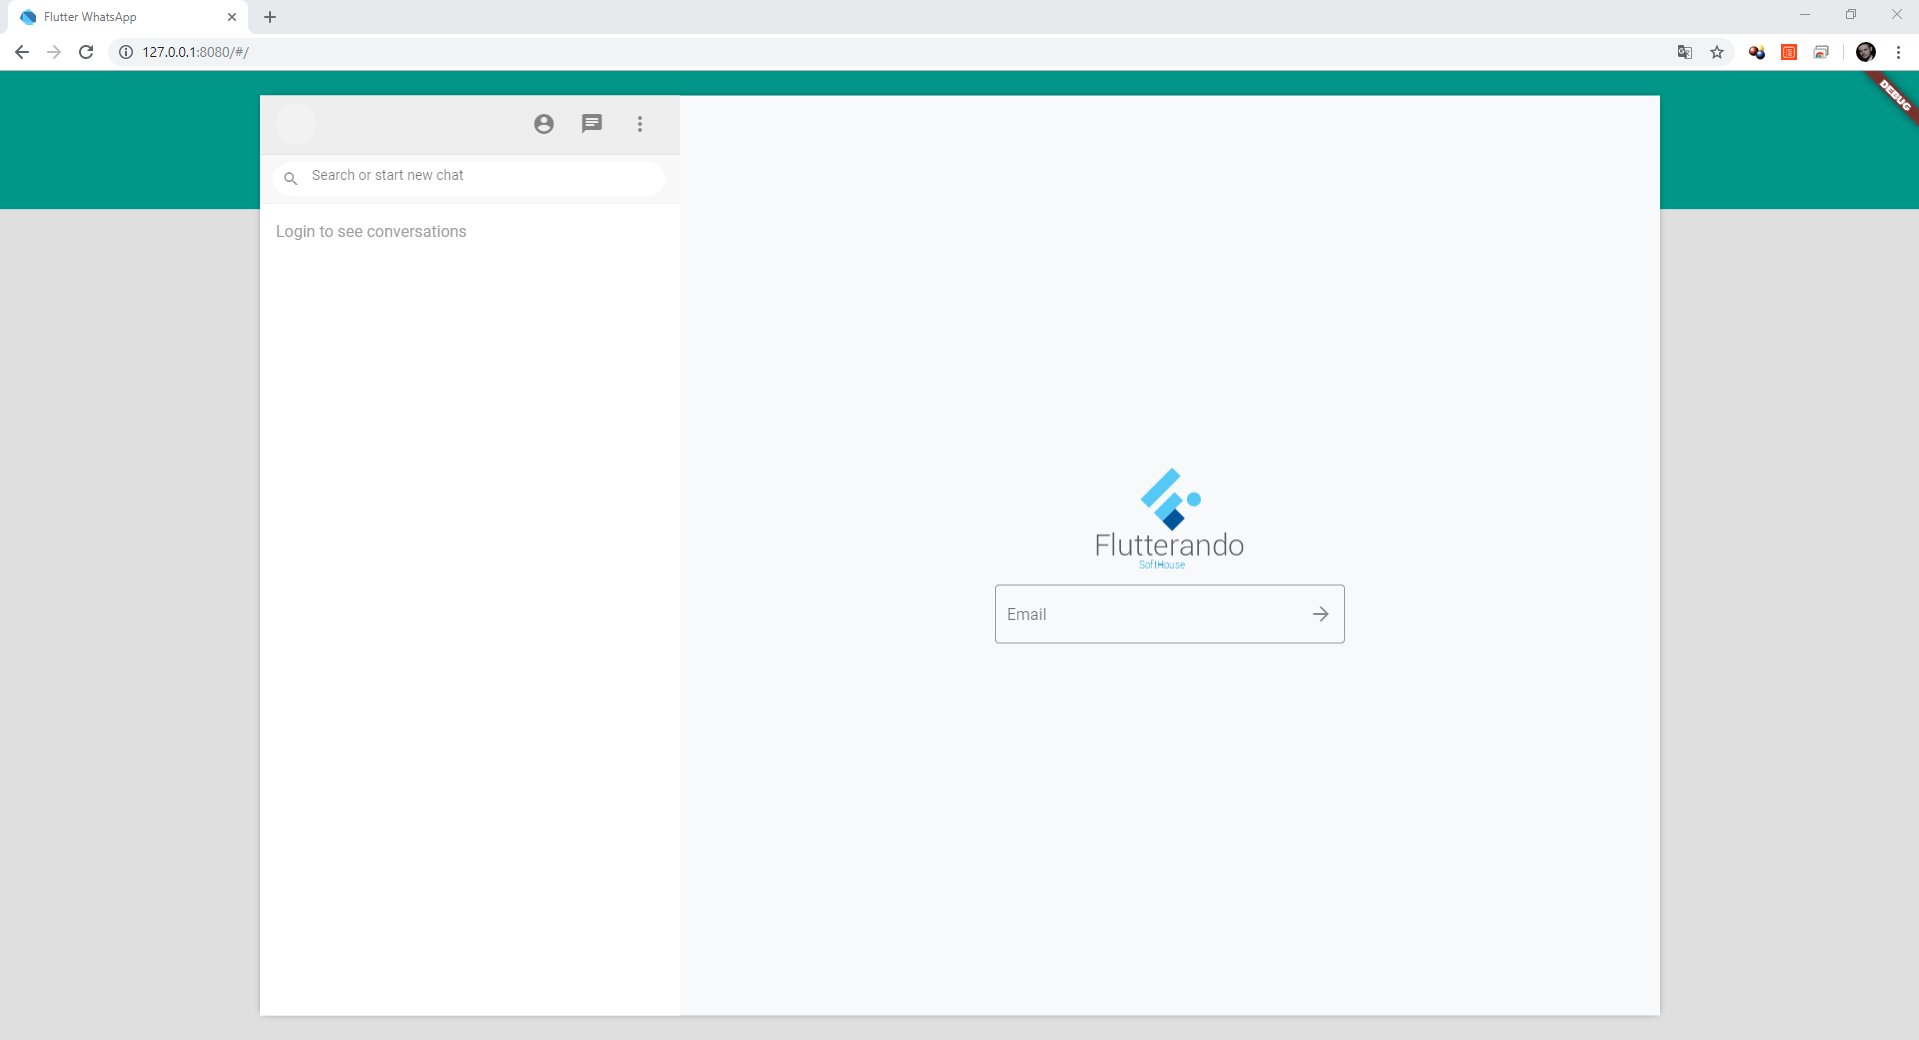 Flutter WhatsApp
127.0.0.1:8080/#/
DEBUG
Search or start new chat
Login to see conversations
Flutterando
SoftHouse
Email